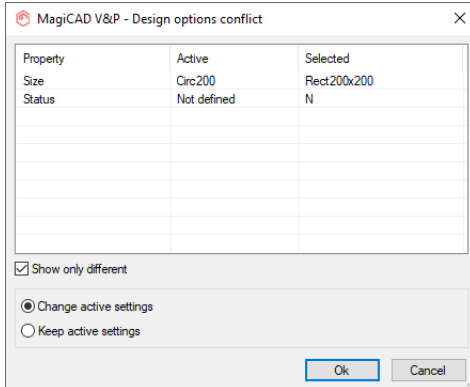 MagiCAD V&P - Design options conflict
Property Active Selected
Size Circ200 Rect200x200
Status Not defined N
Show only different
Change active settings
Keep active settings
Ok Cancel